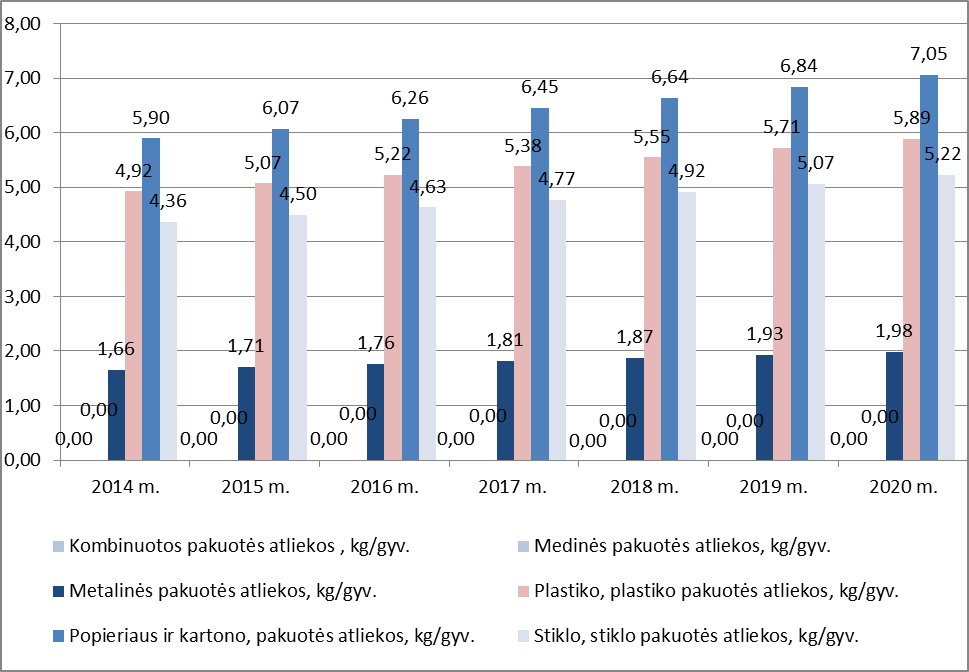 8,00
7,00
6,00
5,00
4,00
3,00
2,00
1,00
0,00
0,00 0,00 1,66 4,92 5,90 4,36
0,00 0,00 1,71 5,07 6,07 4,50
0,00 0,00 1,76 5,22 6,26 4,63
0,00 0,00 1,81 5,38 6,45 4,77
0,00 0,00 1,87 5,55 6,64 4,92
0,00 0,00 1,93 5,71 6,84 5,07
0,00 0,00 1,98 5,89 7,05 5,22
2014 m. 2015 m. 2016 m. 2017 m. 2018 m. 2019 m. 2020 m.
Kombinuotos pakuotės atliekos , kg/gyv. Medinės pakuotės atliekos, kg/gyv.
Metalinės pakuotės atliekos, kg/gyv. Plastiko, plastiko pakuotės atliekos, kg/gyv.
Popieriaus ir kartono, pakuotės atliekos, kg/gyv. Stiklo, stiklo pakuotės atliekos, kg/gyv.